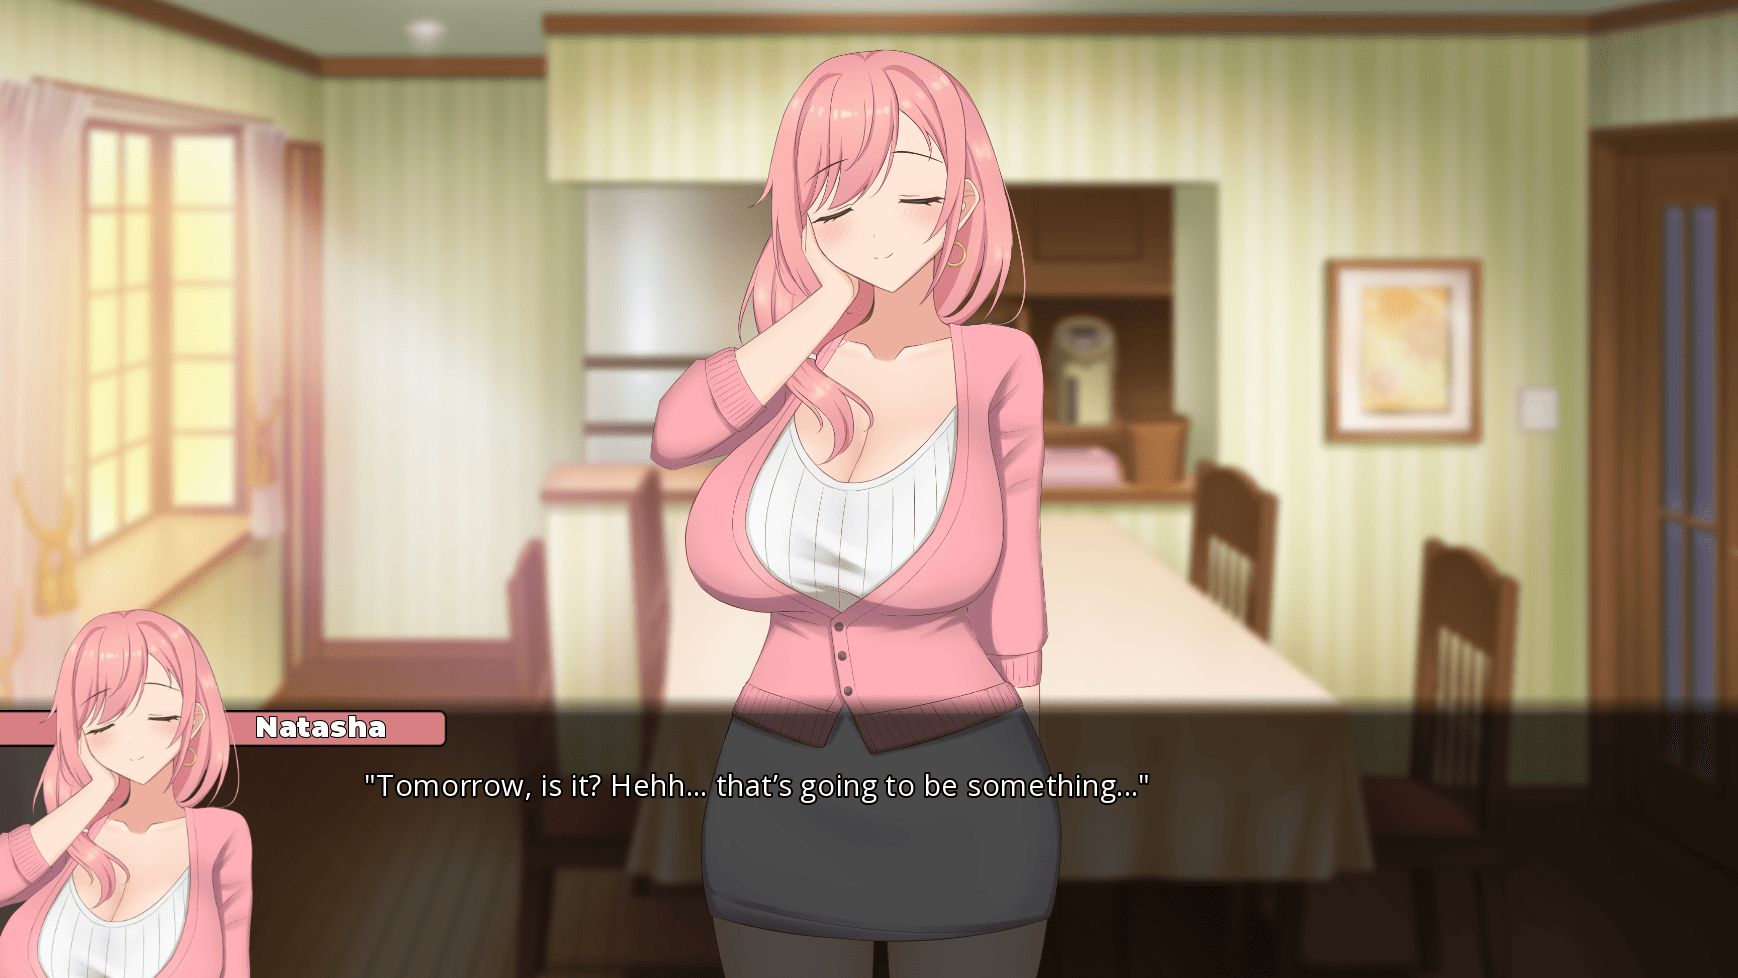 Natasha
"Tomorrow, is it? Hehh... that’s going to be something..."